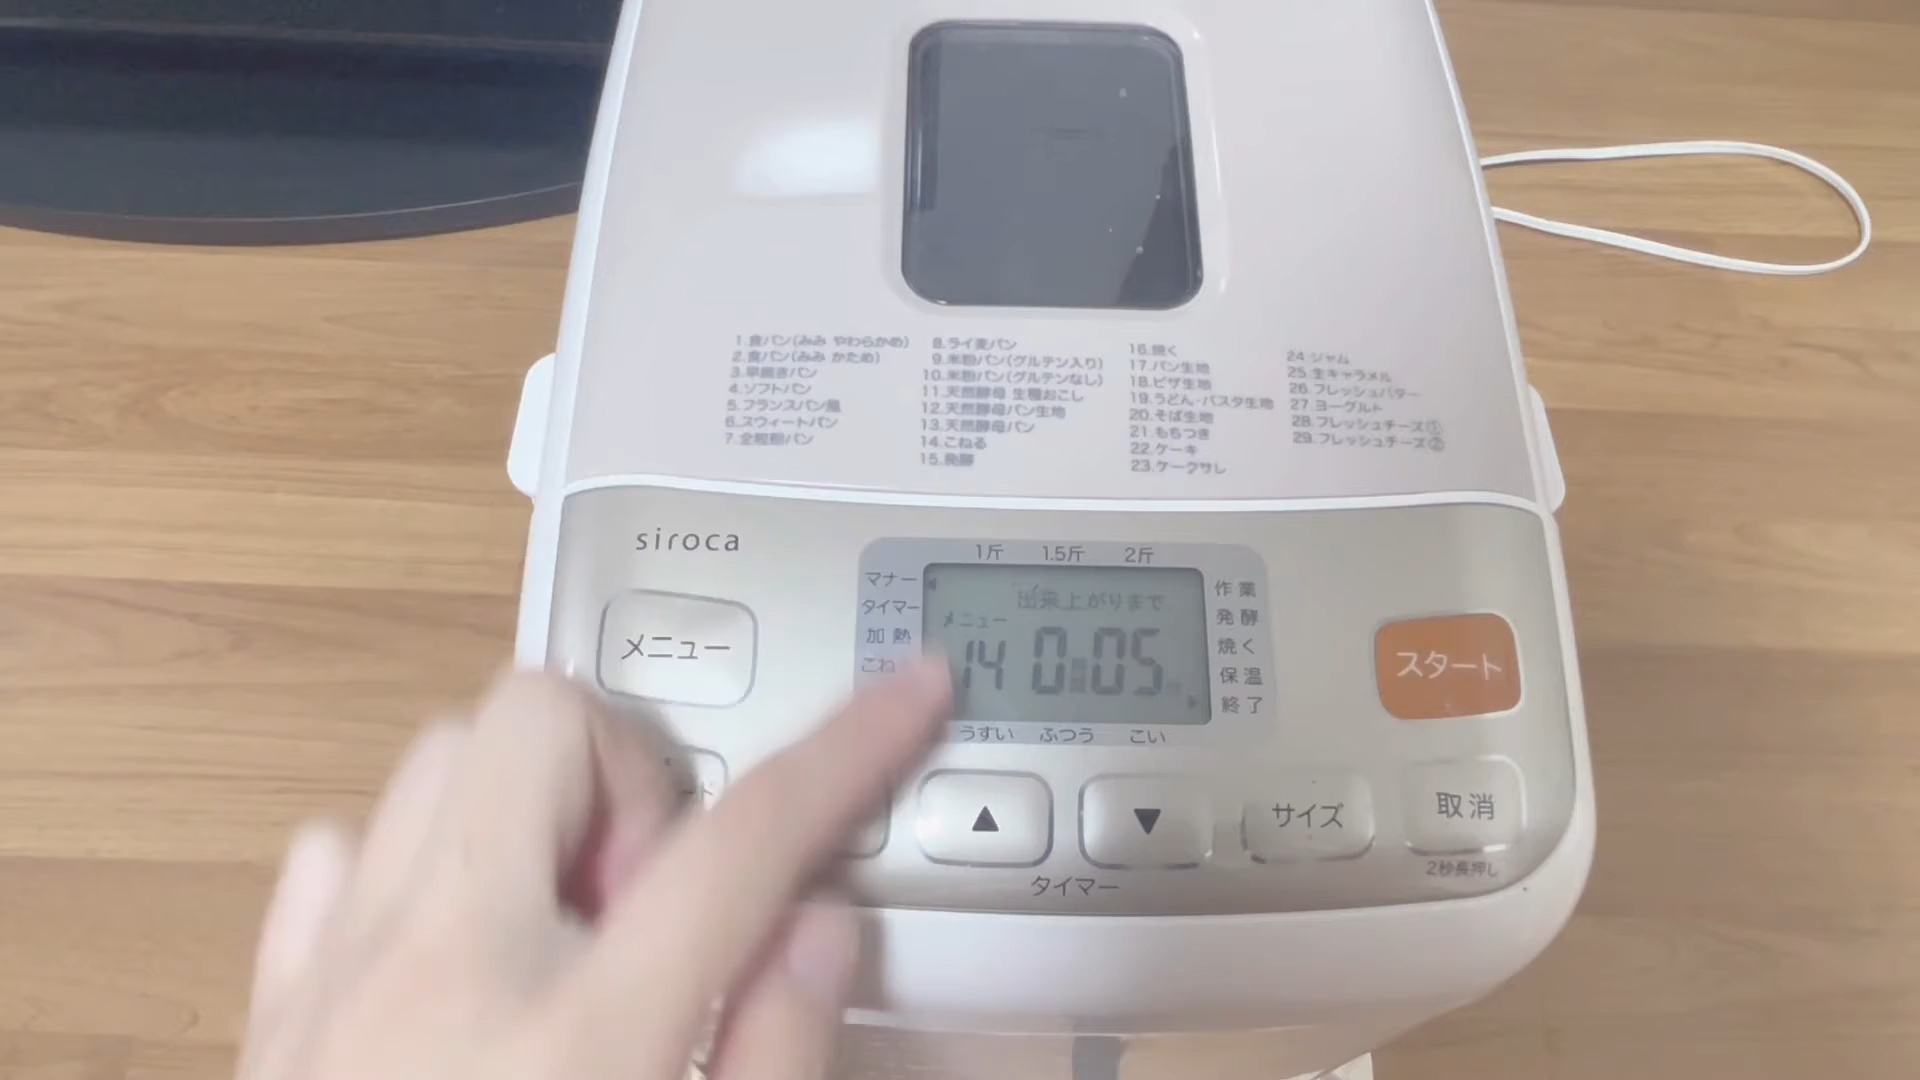 1.食パン(みみ やわらかめ)
2.食パン(みみ かため)
3.早焼きパン
4.ソフトパン
5.フランスパン風
6.スウィートパン
7.全粒粉パン
8.ライ麦パン
9.米粉パン(グルテン入り)
10.米粉パン(グルテンなし)
11.天然酵母 生種おこし
12.天然酵母パン生地
13.天然酵母パン
14.こねる
15.発酵
16.焼く
17.パン生地
18.ピザ生地
19.うどん・パスタ生地
20.そば生地
21.もちつき
22.ケーキ
23.ケークサレ
24.ジャム
25.生キャラメル
26.フレッシュバター
27.ヨーグルト
28.フレッシュチーズ①
29.フレッシュチーズ②
siroca
1斤 1.5斤 2斤
マナー
タイマー
加熱
こね
出来上がりまで
メニュー
14 0:05
作業
発酵
焼く
保温
終了
うすい ふつう こい
メニュー
スタート
▲ ▼ サイズ 取消
タイマー
2秒長押し